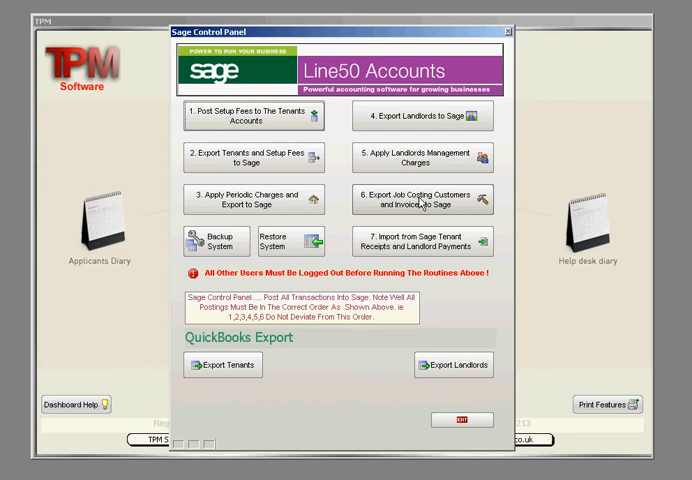 TPM
Sage Control Panel
TPM
Software
POWER TO RUN YOUR BUSINESS
sage
Line50 Accounts
Powerful accounting software for growing businesses
1. Post Setup Fees to The Tenants
Accounts
4. Export Landlords to Sage
2. Export Tenants and Setup Fees
to Sage
5. Apply Landlords Management
Charges
3. Apply Periodic Charges and
Export to Sage
6. Export Job Costing Customers
and Invoices to Sage
Backup
System
Restore
System
7. Import from Sage Tenant
Receipts and Landlord Payments
Applicants Diary
Help desk diary
All Other Users Must be Logged Out Before Running The Routines Above !
Sage Control Panel..... Post All Transactions Into Sage. Note Well All
Postings Must Be In The Correct Order As Shown Above. ie
1,2,3,4,5,6 Do Not Deviate From This Order.
QuickBooks Export
Export Tenants
Export Landlords
Dashboard Help
Print Features
EXIT
Reg
213
TPM S
co.uk